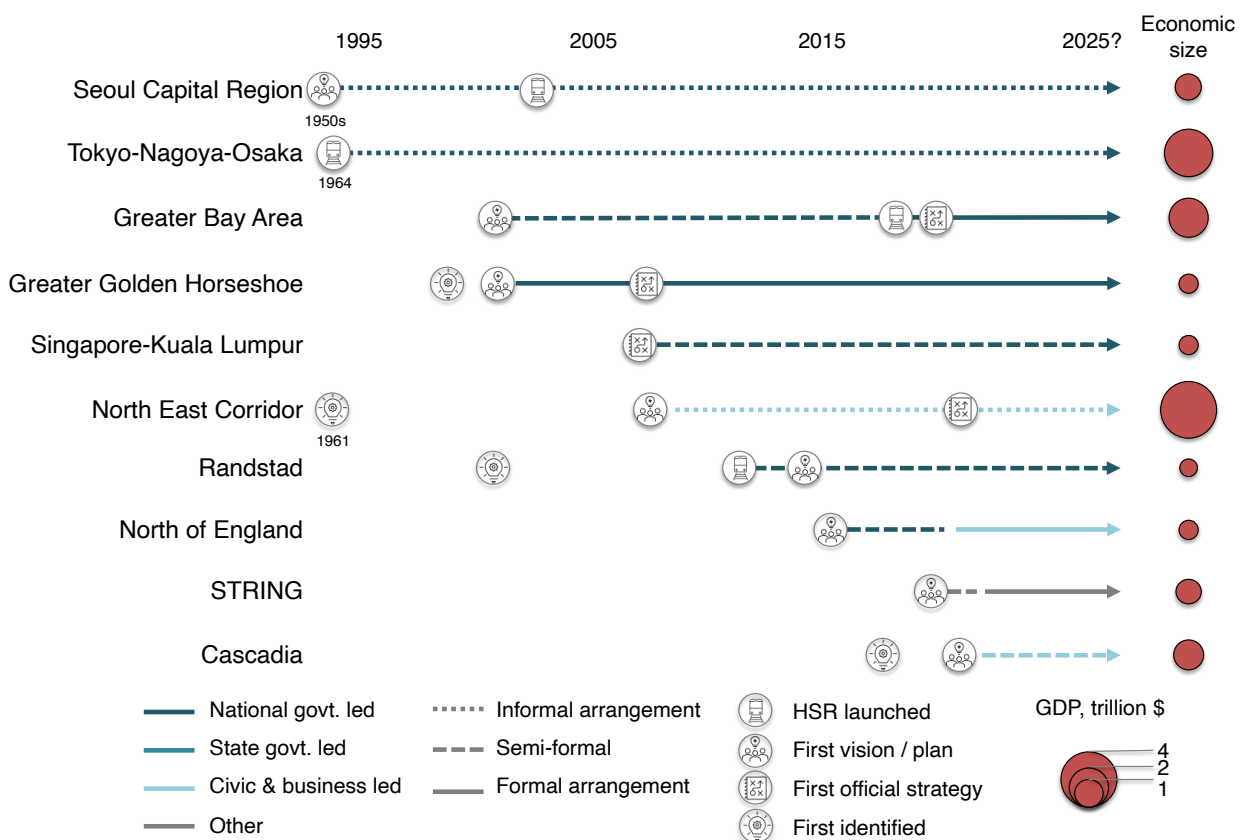 1995 2005 2015 2025? Economic size
Seoul Capital Region
1950s
Tokyo-Nagoya-Osaka
1964
Greater Bay Area
Greater Golden Horseshoe
Singapore-Kuala Lumpur
North East Corridor
1961
Randstad
North of England
STRING
Cascadia
National govt. led
State govt. led
Civic & business led
Other
Informal arrangement
Semi-formal
Formal arrangement
HSR launched
First vision / plan
First official strategy
First identified
GDP, trillion $
4
2
1